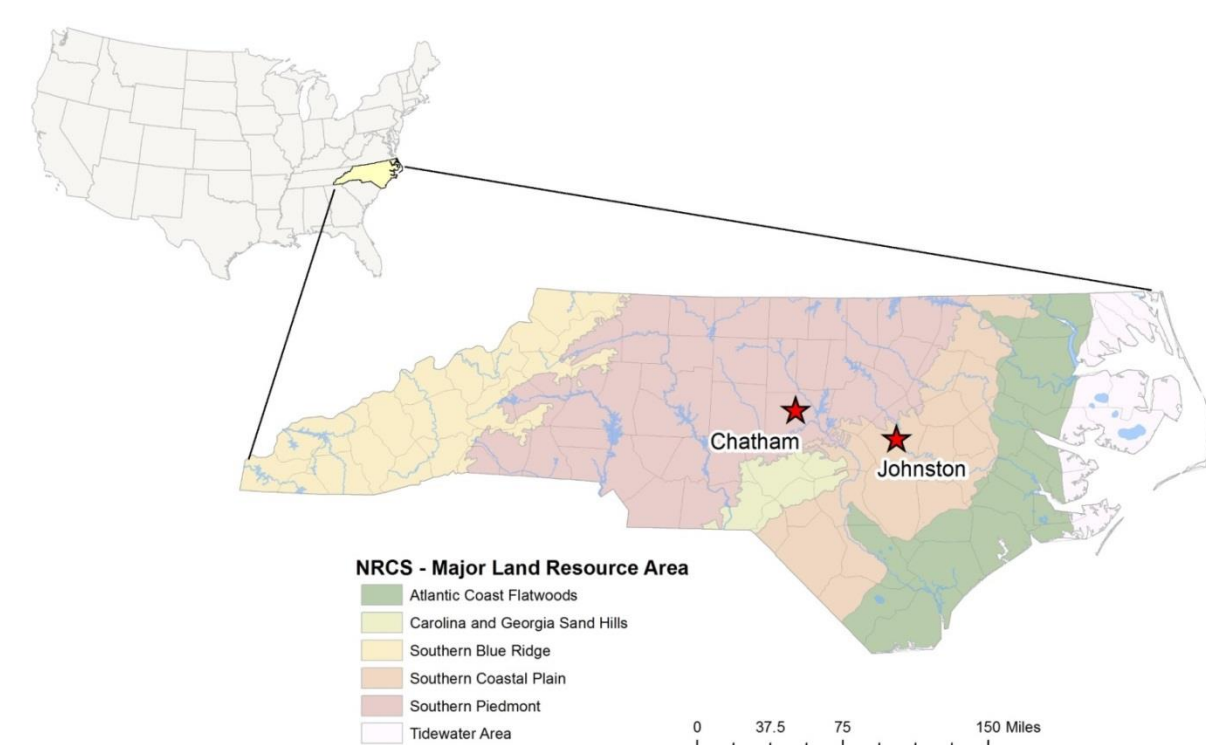 Chatham
Johnston
NRCS - Major Land Resource Area
Atlantic Coast Flatwoods
Carolina and Georgia Sand Hills
Southern Blue Ridge
Southern Coastal Plain
Southern Piedmont
Tidewater Area
0 37.5 75 150 Miles